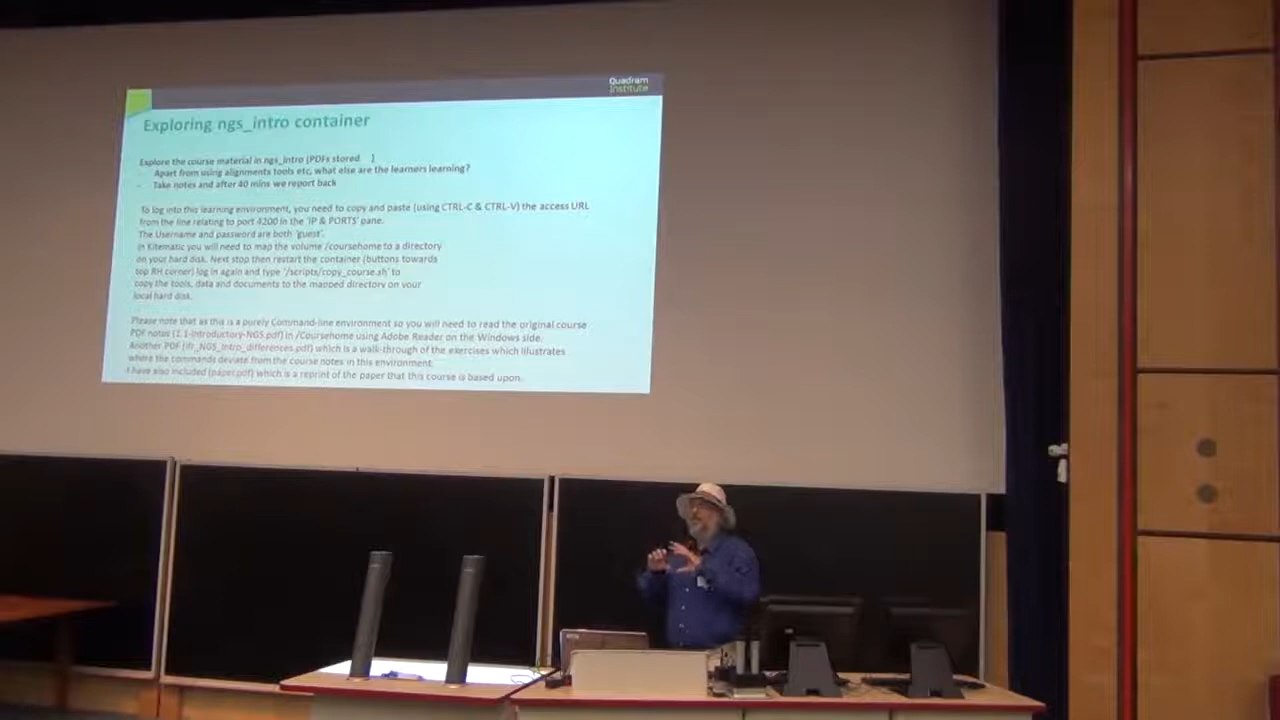 Quadram
Institute
Exploring ngs_intro container
Explore the course material in ngs_intro (PDFs stored    )
- Apart from using alignments tools etc, what else are the learners learning?
- Take notes and after 40 mins we report back
To log into this learning environment, you need to copy and paste (using CTRL-C & CTRL-V) the access URL
from the line relating to port 4200 in the 'IP & PORTS' pane.
The Username and password are both 'guest'.
In Kitematic you will need to map the volume /coursehome to a directory
on your hard disk. Next stop then restart the container (buttons towards
top RH corner) log in again and type '/scripts/copy_course.sh' to
copy the tools, data and documents to the mapped directory on your
local hard disk.
Please note that as this is a purely Command-line environment so you will need to read the original course
PDF notes (1.1-Introductory-NGS.pdf) in /Coursehome using Adobe Reader on the Windows side.
Another PDF (ifr_NGS_intro_differences.pdf) which is a walk-through of the exercises which illustrates
where the commands deviate from the course notes in this environment.
I have also included (paper.pdf) which is a reprint of the paper that this course is based upon.